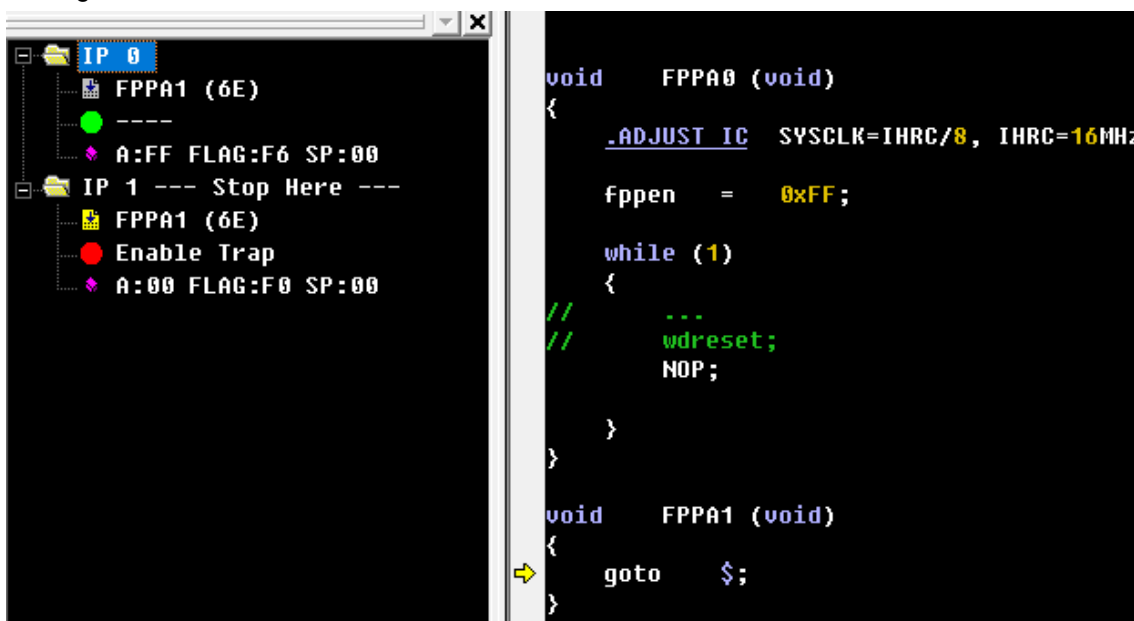 IP 0
FPPA1 (6E)
----
A:FF FLAG:F6 SP:00
IP 1 --- Stop Here ---
FPPA1 (6E)
Enable Trap
A:00 FLAG:F0 SP:00
void FPPA0 (void)
{
.ADJUST_IC SYSCLK=IHRC/8, IHRC=16MHz
fppen = 0xFF;
while (1)
{
// ...
// wdreset;
NOP;
}
}
void FPPA1 (void)
{
goto $;
}